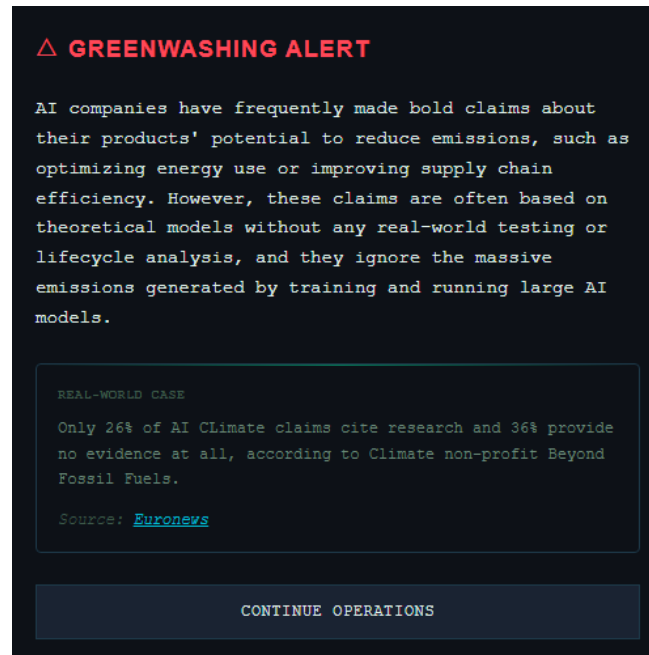 ⚠ GREENWASHING ALERT
AI companies have frequently made bold claims about
their products' potential to reduce emissions, such as
optimizing energy use or improving supply chain
efficiency. However, these claims are often based on
theoretical models without any real-world testing or
lifecycle analysis, and they ignore the massive
emissions generated by training and running large AI
models.
REAL-WORLD CASE
Only 26% of AI CLimate claims cite research and 36% provide
no evidence at all, according to Climate non-profit Beyond
Fossil Fuels.
Source: Euronews
CONTINUE OPERATIONS